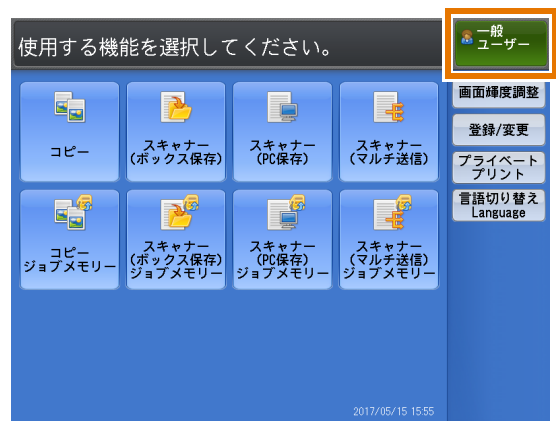 使用する機能を選択してください。
一般
ユーザー
画面輝度調整
登録/変更
プライベート
プリント
言語切り替え
Language
コピー
スキャナー
(ボックス保存)
スキャナー
(PC保存)
スキャナー
(マルチ送信)
コピー
ジョブメモリー
スキャナー
(ボックス保存)
ジョブメモリー
スキャナー
(PC保存)
ジョブメモリー
スキャナー
(マルチ送信)
ジョブメモリー
2017/05/15 15:55